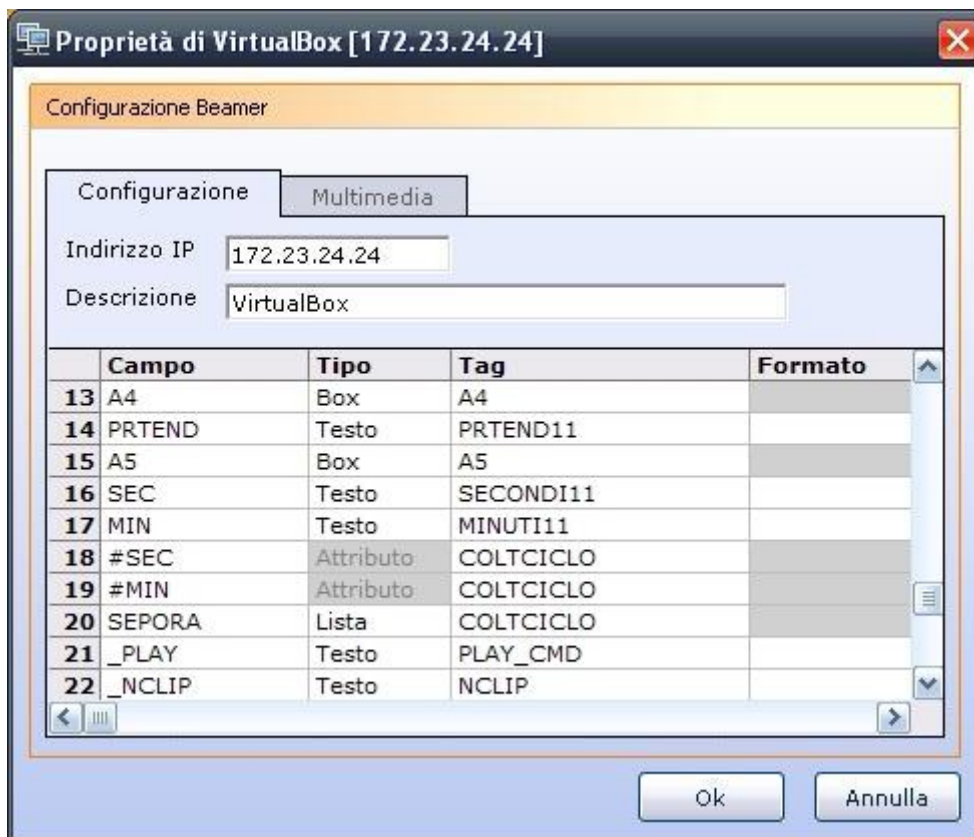 Proprietà di VirtualBox [172.23.24.24]
Configurazione Beamer
Configurazione Multimedia
Indirizzo IP 172.23.24.24
Descrizione VirtualBox
Campo Tipo Tag Formato
13 A4 Box A4
14 PRTEND Testo PRTEND11
15 A5 Box A5
16 SEC Testo SECONDI11
17 MIN Testo MINUTI11
18 #SEC Attributo COLTCICLO
19 #MIN Attributo COLTCICLO
20 SEPORA Lista COLTCICLO
21 _PLAY Testo PLAY_CMD
22 _NCLIP Testo NCLIP
Ok Annulla